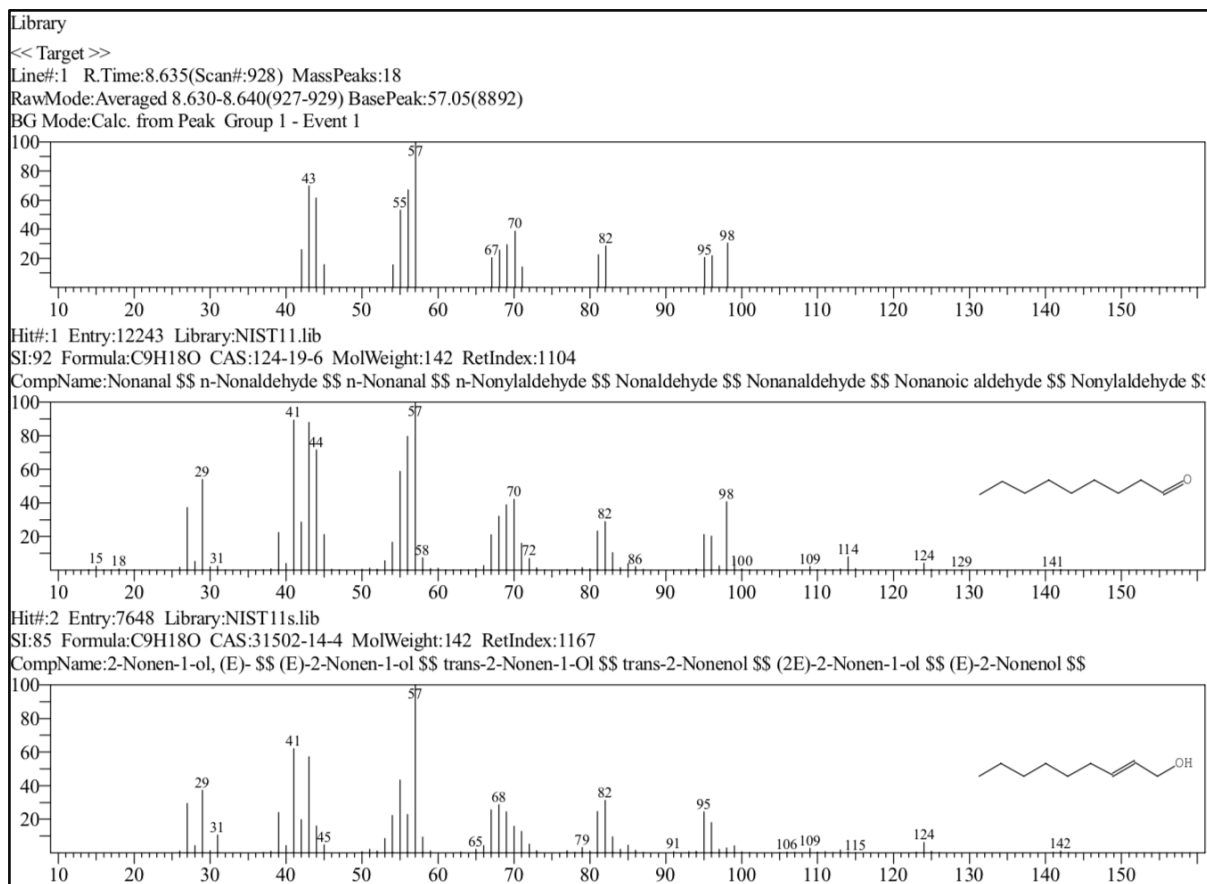 Library
<< Target >>
Line#:1 R.Time:8.635(Scan#:928) MassPeaks:18
RawMode:Averaged 8.630-8.640(927-929) BasePeak:57.05(8892)
BG Mode:Calc. from Peak Group 1 - Event 1
100
80
60
40
20
43 55 57 67 70 82 95 98
10 20 30 40 50 60 70 80 90 100 110 120 130 140 150
Hit#:1 Entry:12243 Library:NIST11.lib
SI:92 Formula:C9H18O CAS:124-19-6 MolWeight:142 RetIndex:1104
CompName:Nonanal $$ n-Nonaldehyde $$ n-Nonanal $$ n-Nonylaldehyde $$ Nonaldehyde $$ Nonanaldehyde $$ Nonanoic aldehyde $$ Nonylaldehyde $$
100
80
60
40
20
15 18 29 31 41 44 57 58 70 72 82 86 98 100 109 114 124 129 141
O
10 20 30 40 50 60 70 80 90 100 110 120 130 140 150
Hit#:2 Entry:7648 Library:NIST11s.lib
SI:85 Formula:C9H18O CAS:31502-14-4 MolWeight:142 RetIndex:1167
CompName:2-Nonen-1-ol, (E)- $$ (E)-2-Nonen-1-ol $$ trans-2-Nonen-1-Ol $$ trans-2-Nonenol $$ (2E)-2-Nonen-1-ol $$ (E)-2-Nonenol $$
100
80
60
40
20
29 31 41 45 57 65 68 79 82 91 95 106 109 115 124 142
OH
10 20 30 40 50 60 70 80 90 100 110 120 130 140 150